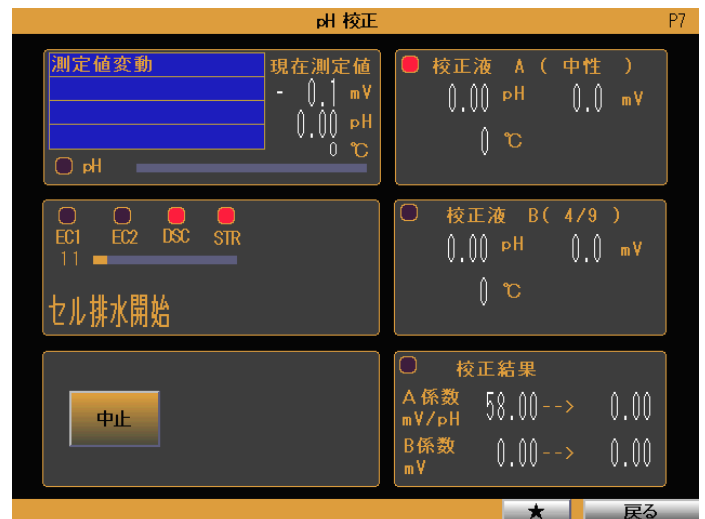 pH 校正 P7
測定値変動 現在測定値
- 0.1 mV
0.00 pH
0 ℃
pH
校正液 A ( 中性 )
0.00 pH 0.0 mV
0 ℃
EC1 EC2 DSC STR
11
セル排水開始
校正液 B( 4/9 )
0.00 pH 0.0 mV
0 ℃
中止
校正結果
A係数 mV/pH 58.00--> 0.00
B係数 mV 0.00--> 0.00
★ 戻る